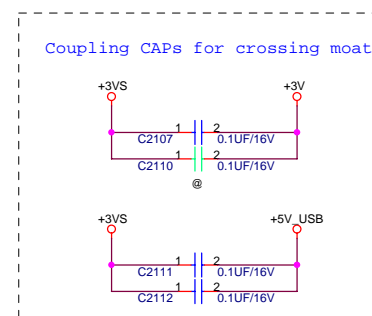 Coupling CAPs for crossing moat
+3VS +3V
1 2
C2107 0.1UF/16V
1 2
C2110 0.1UF/16V
@
+3VS +5V_USB
1 2
C2111 0.1UF/16V
1 2
C2112 0.1UF/16V